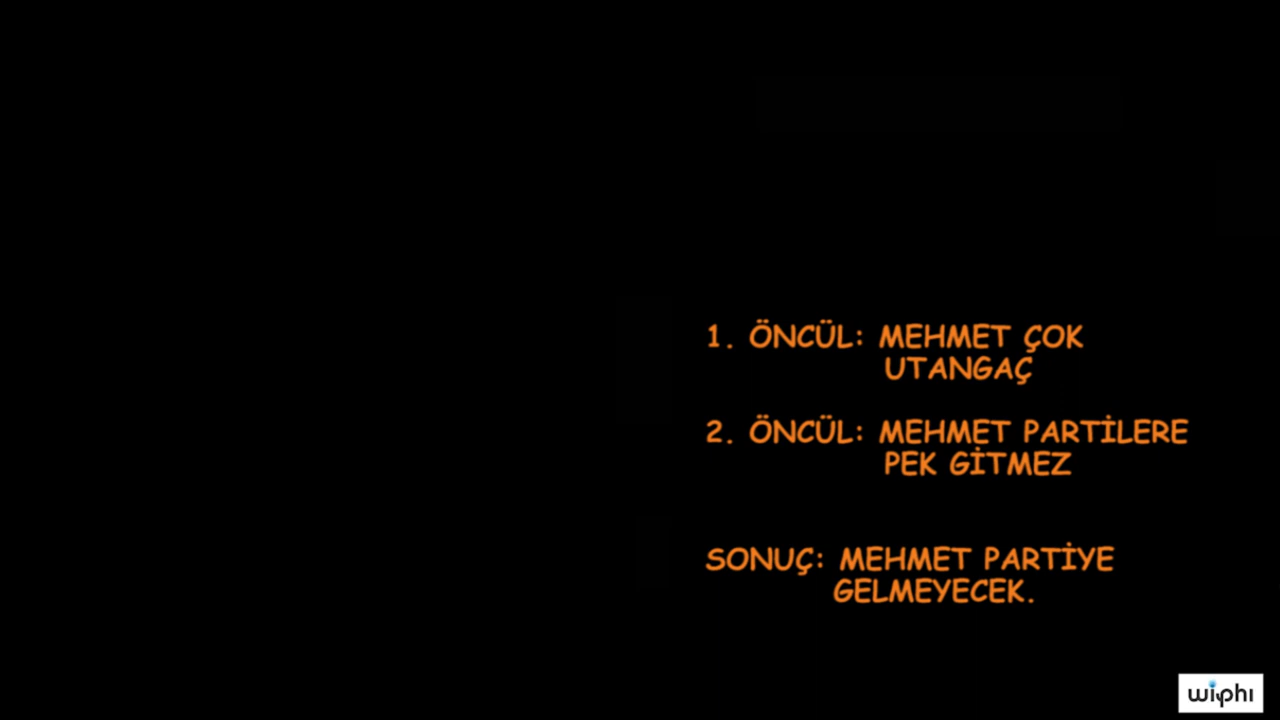 1. ÖNCÜL: MEHMET ÇOK
UTANGAÇ
2. ÖNCÜL: MEHMET PARTİLERE
PEK GİTMEZ
SONUÇ: MEHMET PARTİYE
GELMEYECEK.
wiphi